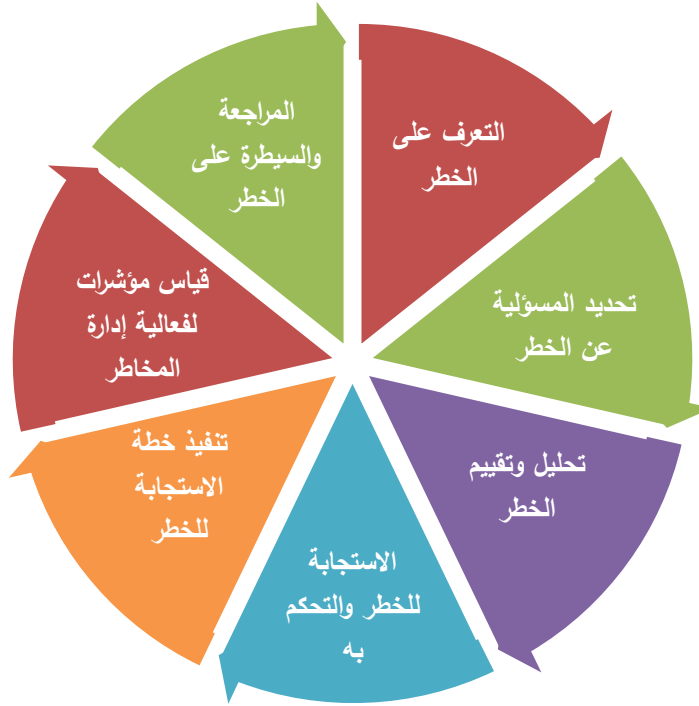 التعرف على
الخطر
تحديد المسؤلية
عن الخطر
تحليل وتقييم
الخطر
الاستجابة
للخطر والتحكم
به
تنفيذ خطة
الاستجابة
للخطر
قياس مؤشرات
لفعالية إدارة
المخاطر
المراجعة
والسيطرة على
الخطر